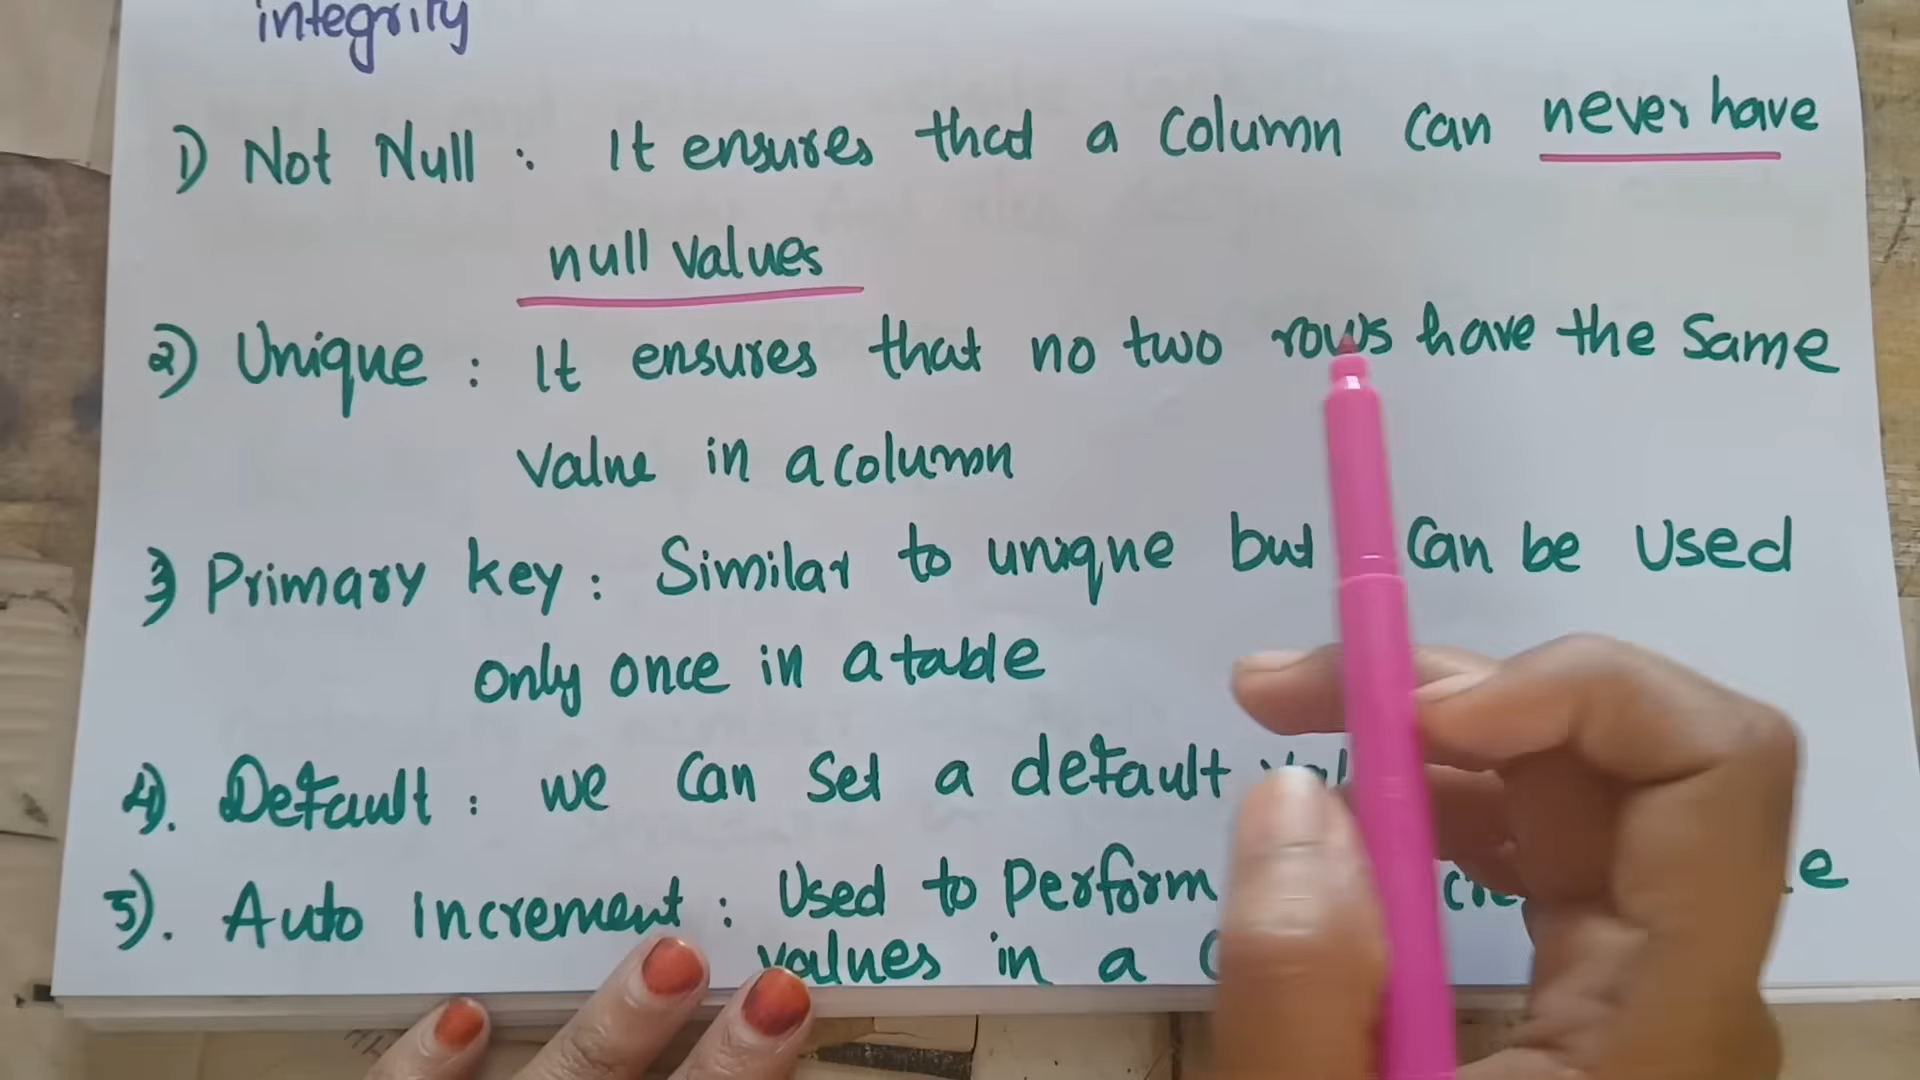 integrity
1) Not Null : It ensures that a column can never have
null values
2) Unique : It ensures that no two rows have the same
value in a column
3) Primary key : Similar to unique but can be used
only once in a table
4). Default : we can set a default
5). Auto increment : Used to perform
values in a